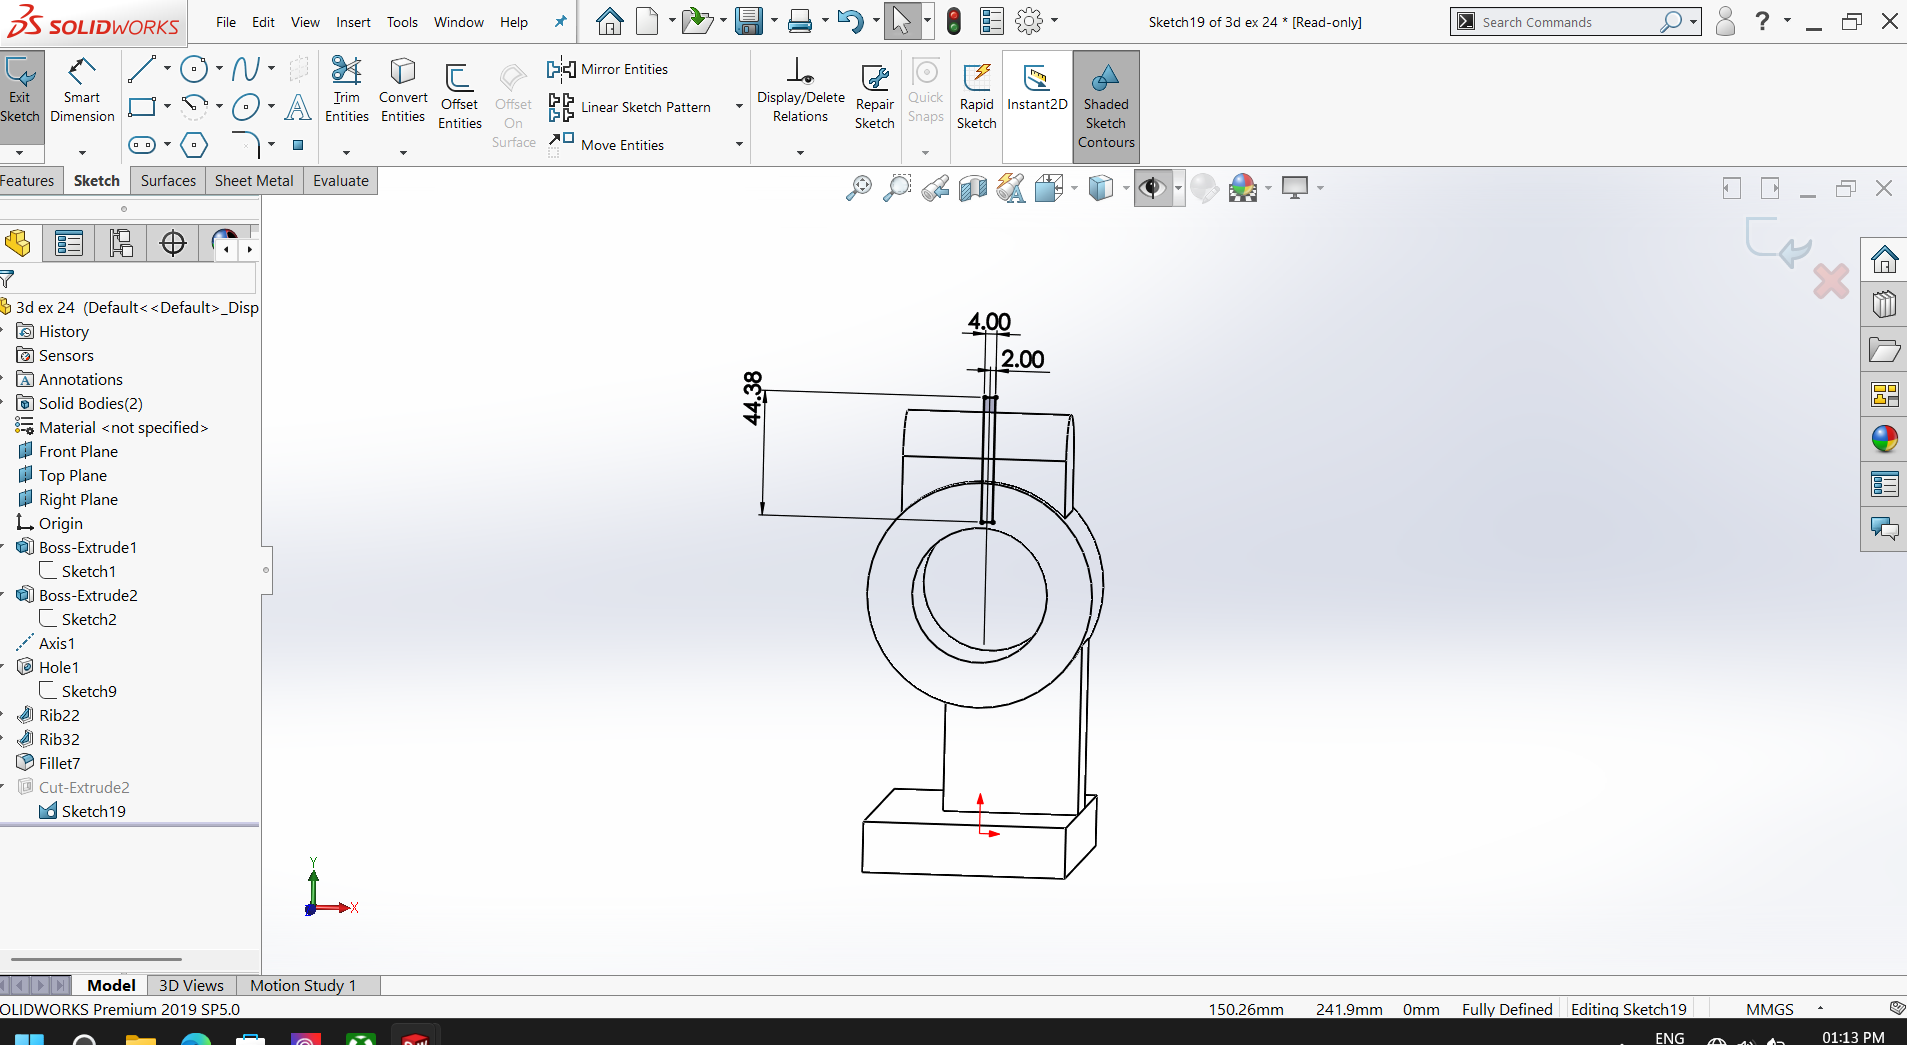 SOLIDWORKS
File Edit View Insert Tools Window Help
Sketch19 of 3d ex 24 * [Read-only]
Search Commands
?
Exit Sketch
Smart Dimension
Trim Entities
Convert Entities
Offset Entities
Offset On Surface
Mirror Entities
Linear Sketch Pattern
Move Entities
Display/Delete Relations
Repair Sketch
Quick Snaps
Rapid Sketch
Instant2D
Shaded Sketch Contours
Features Sketch Surfaces Sheet Metal Evaluate
3d ex 24 (Default<<Default>_Disp
History
Sensors
Annotations
Solid Bodies(2)
Material <not specified>
Front Plane
Top Plane
Right Plane
Origin
Boss-Extrude1
Sketch1
Boss-Extrude2
Sketch2
Axis1
Hole1
Sketch9
Rib22
Rib32
Fillet7
Cut-Extrude2
Sketch19
4.00
2.00
44.38
Y
X
Model 3D Views Motion Study 1
OLIDWORKS Premium 2019 SP5.0
150.26mm 241.9mm 0mm Fully Defined Editing Sketch19 MMGS
ENG
01:13 PM